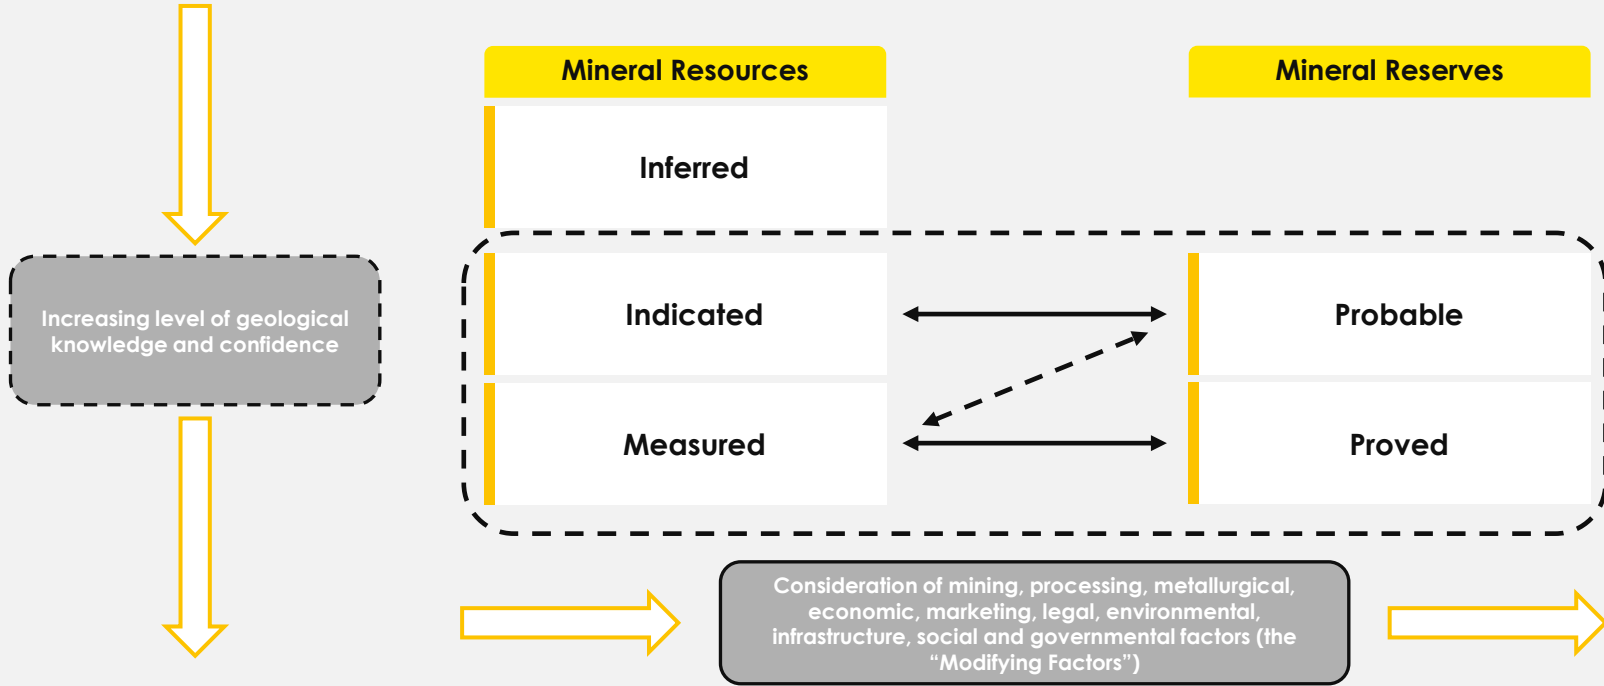 Mineral Resources
Mineral Reserves
Inferred
Increasing level of geological
knowledge and confidence
Indicated
Probable
Measured
Proved
Consideration of mining, processing, metallurgical,
economic, marketing, legal, environmental,
infrastructure, social and governmental factors (the
“Modifying Factors”)